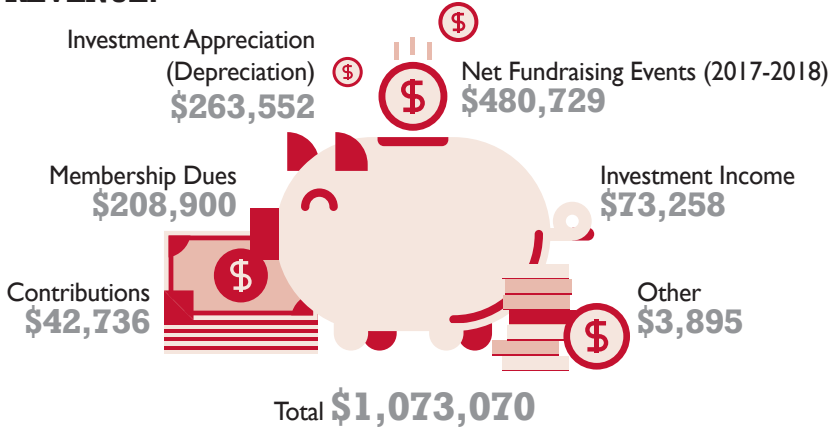 Investment Appreciation
(Depreciation)
$263,552
Net Fundraising Events (2017-2018)
$480,729
Membership Dues
$208,900
Investment Income
$73,258
Contributions
$42,736
Other
$3,895
Total $1,073,070